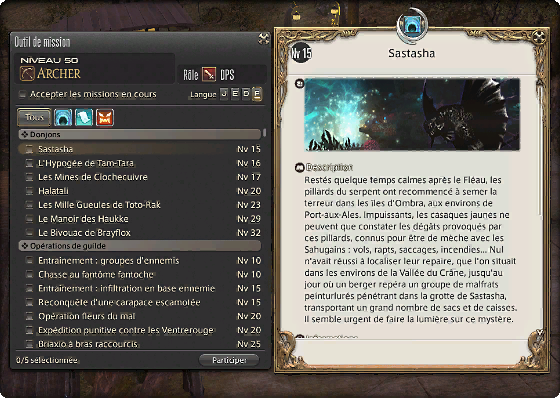 Outil de mission
NIVEAU 50
ARCHER
Rôle DPS
Accepter les missions en cours
Langue J E D F
Tous
Donjons
Sastasha Nv 15
L'Hypogée de Tam-Tara Nv 16
Les Mines de Clochecuivre Nv 17
Halatali Nv 20
Les Mille Gueules de Toto-Rak Nv 23
Le Manoir des Haukke Nv 29
Le Bivouac de Brayflox Nv 32
Opérations de guilde
Entraînement : groupes d'ennemis Nv 10
Chasse au fantôme fantoche Nv 10
Entraînement : infiltration en base ennemie Nv 15
Reconquête d'une carapace escamotée Nv 15
Opération fleurs du mal Nv 20
Expédition punitive contre les Ventrerouge Nv 20
Briaxio à bras raccourcis Nv 25
0/5 sélectionnée
Participer
Nv 15
Sastasha
Description
Restés quelque temps calmes après le Fléau, les
pillards du serpent ont recommencé à semer la
terreur dans les îles d'Ombra, aux environs de
Port-aux-Ales. Impuissants, les casaques jaunes ne
peuvent que constater les dégâts provoqués par
ces pillards, connus pour être de mèche avec les
Sahugains : vols, rapts, saccages, incendies... Nul
n'avait réussi à localiser leur repaire, que l'on situait
dans les environs de la Vallée du Crâne, jusqu'au
jour où un berger repéra un groupe de malfrats
peinturlurés pénétrant dans la grotte de Sastasha,
transportant un grand nombre de sacs et de caisses.
Il semble urgent de faire la lumière sur ce mystère.